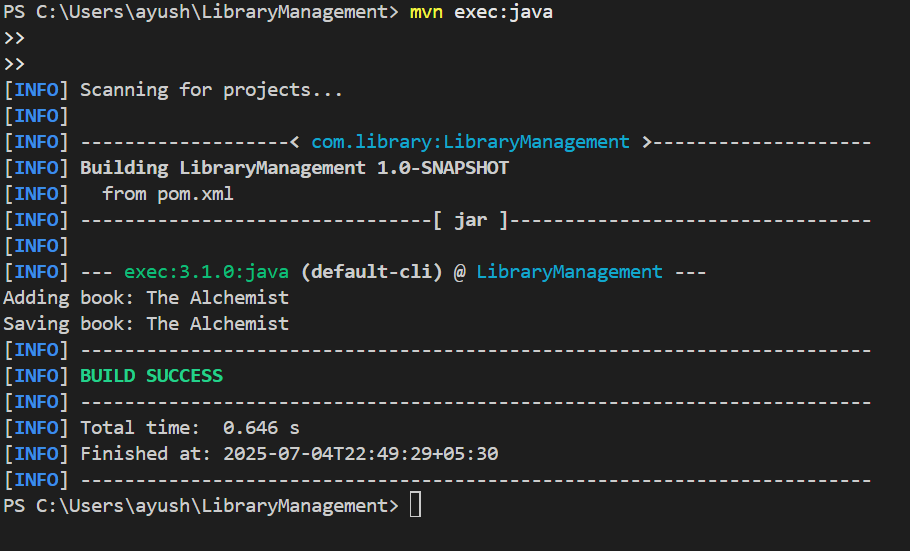 PS C:\Users\ayush\LibraryManagement> mvn exec:java
>>
>>
[INFO] Scanning for projects...
[INFO]
[INFO] -------------------< com.library:LibraryManagement >--------------------
[INFO] Building LibraryManagement 1.0-SNAPSHOT
[INFO]   from pom.xml
[INFO] --------------------------------[ jar ]---------------------------------
[INFO]
[INFO] --- exec:3.1.0:java (default-cli) @ LibraryManagement ---
Adding book: The Alchemist
Saving book: The Alchemist
[INFO] ------------------------------------------------------------------------
[INFO] BUILD SUCCESS
[INFO] ------------------------------------------------------------------------
[INFO] Total time:  0.646 s
[INFO] Finished at: 2025-07-04T22:49:29+05:30
[INFO] ------------------------------------------------------------------------
PS C:\Users\ayush\LibraryManagement>